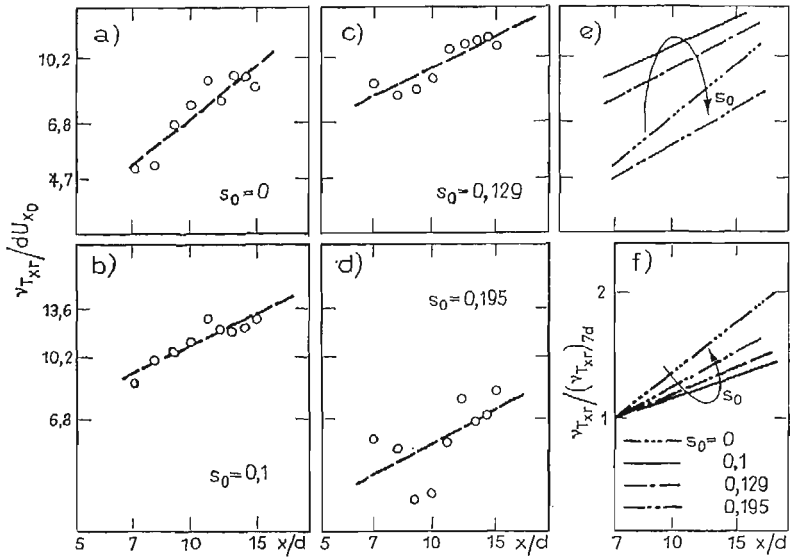 a)
c)
e)
10,2
6,8
4,7
s₀=0
s₀=0,129
s₀
ν_Txr/dU_x₀
b)
d)
f)
13,6
10,2
6,8
s₀=0,1
s₀=0,195
2
1
ν_Txr/(ν_Txr)₇d
s₀
s₀=0
0,1
0,129
0,195
5 7 10 15 x/d
5 7 10 15 x/d
7 10 15 x/d